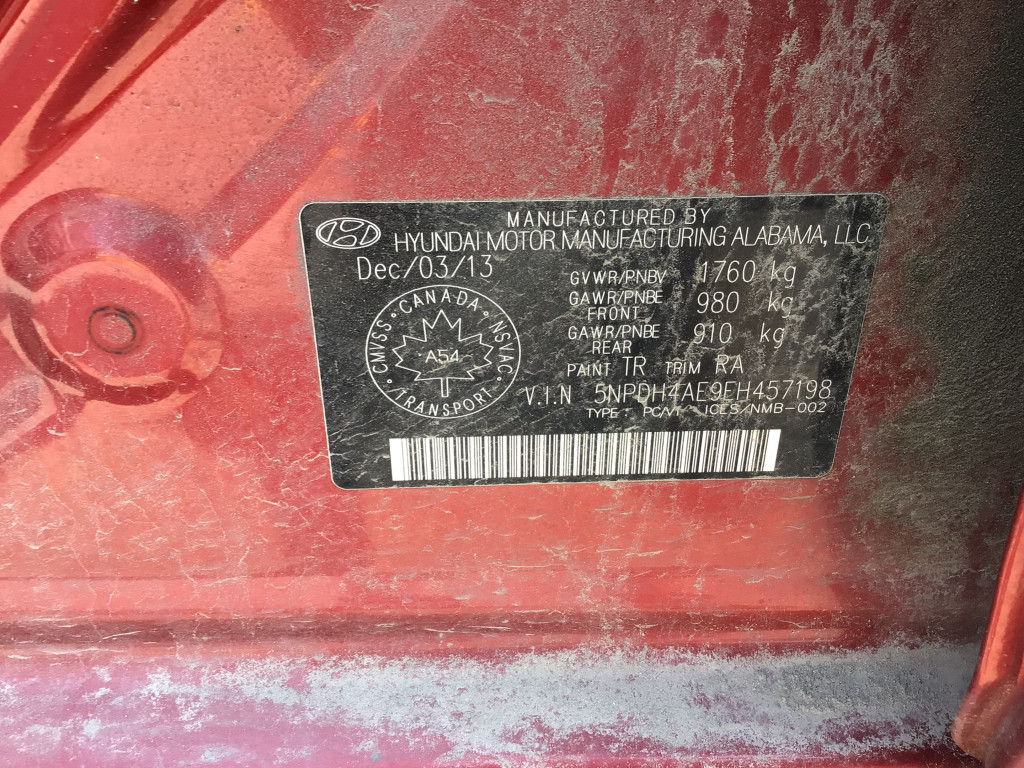 MANUFACTURED BY
HYUNDAI MOTOR MANUFACTURING ALABAMA, LLC
Dec/03/13
GVWR/PNBV 1760 kg
GAWR/PNBE FRONT 980 kg
GAWR/PNBE REAR 910 kg
PAINT TR TRIM RA
CMVSS · CANADA · NSVAC · TRANSPORT ·
A54
V.I.N 5NPDH4AE9EH457198
TYPE: PC/VT ICES/NMB-002